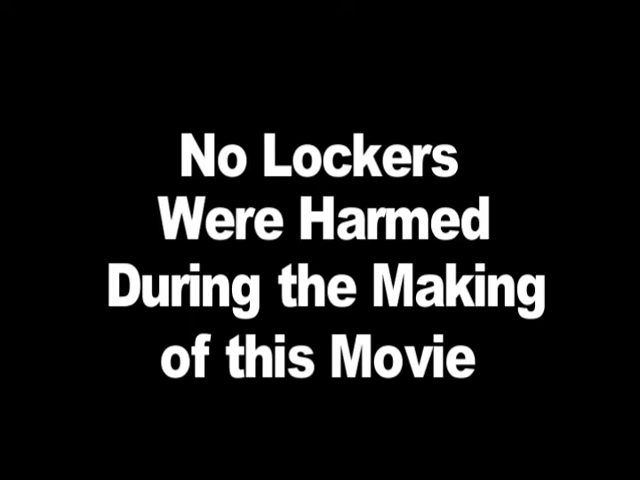 No Lockers
Were Harmed
During the Making
of this Movie